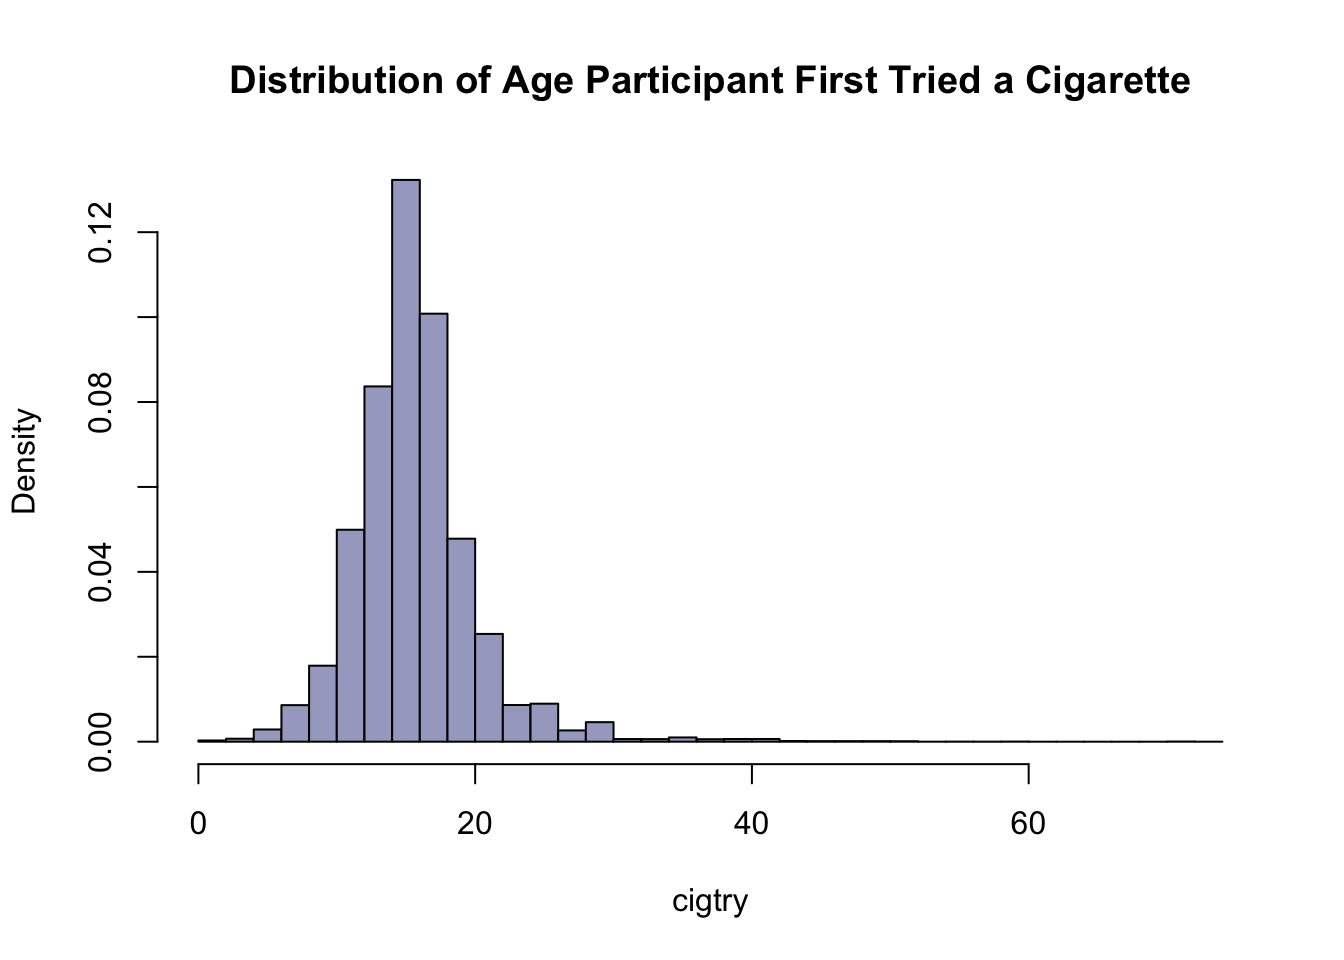 Distribution of Age Participant First Tried a Cigarette
0.12
0.08
0.04
0.00
Density
0 20 40 60
cigtry